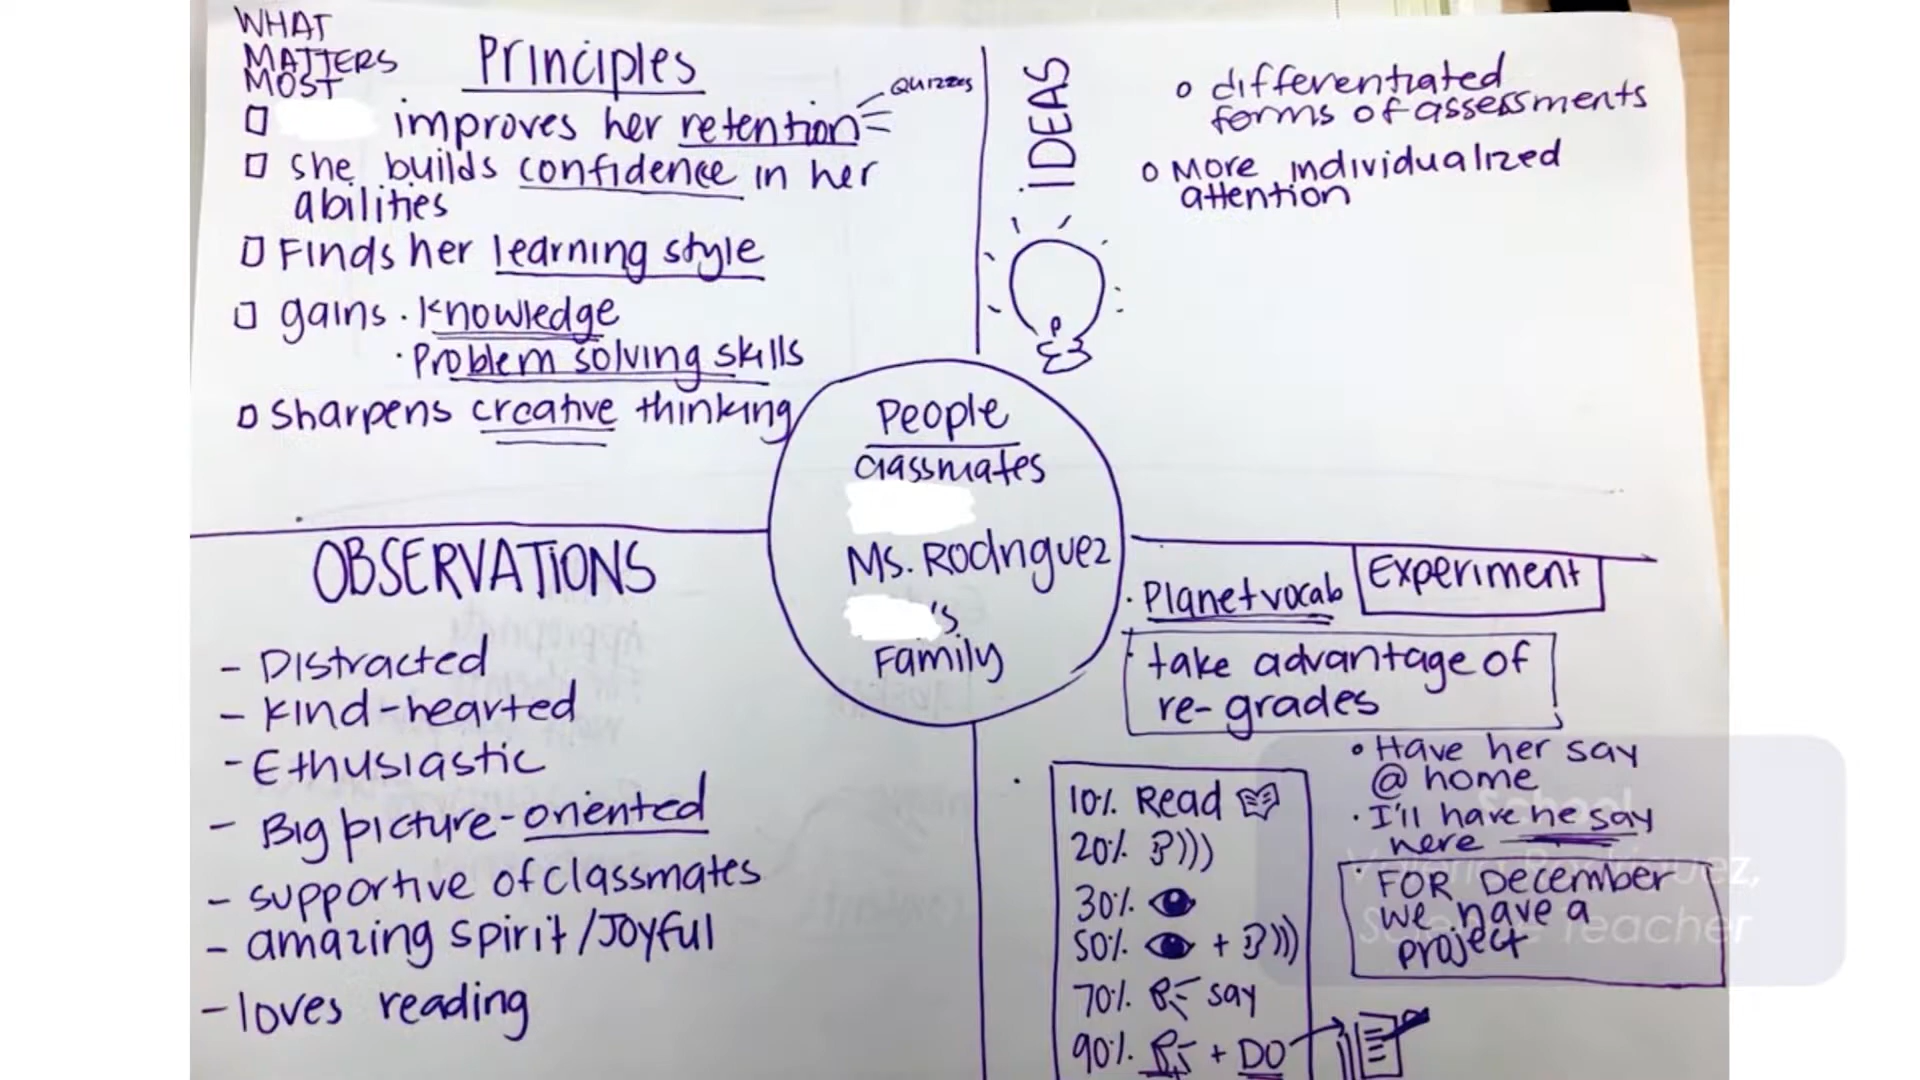 WHAT
MATTERS
MOST
Principles
improves her retention
Quizzes
she builds confidence in her
abilities
Finds her learning style
gains · knowledge
· Problem solving skills
Sharpens creative thinking
IDEAS
o differentiated
forms of assessments
o More individualized
attention
People
classmates
Ms. Rodriguez
's
Family
OBSERVATIONS
- Distracted
- kind-hearted
- Ethusiastic
- Big picture-oriented
- supportive of classmates
- amazing spirit/Joyful
- loves reading
Experiment
· Planet vocab
take advantage of
re-grades
• Have her say
@ home
· I'll have he say
here
FOR December
we have a
project
10% Read
20%
30%
50% +
70% say
90% + DO
School
Rodriguez,
Science Teacher